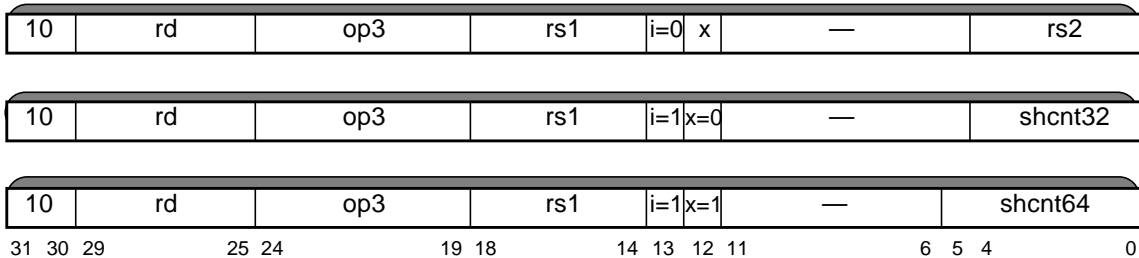 10 rd op3 rs1 i=0 x — rs2
10 rd op3 rs1 i=1 x=0 — shcnt32
10 rd op3 rs1 i=1 x=1 — shcnt64
31 30 29 25 24 19 18 14 13 12 11 6 5 4 0